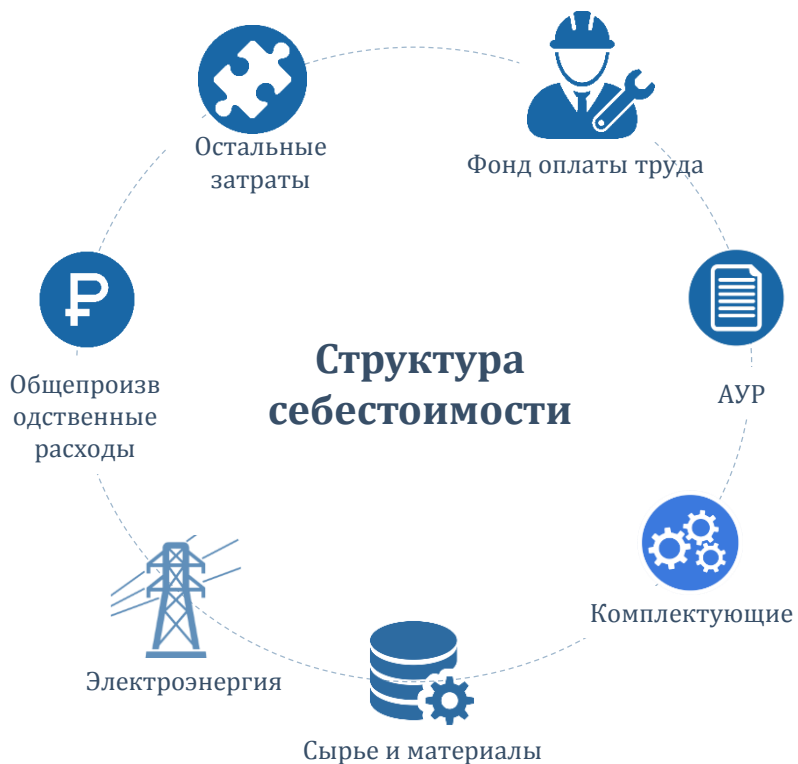 Остальные
затраты
Фонд оплаты труда
Общепроизв
одственные
расходы
Структура
себестоимости
АУР
Комплектующие
Электроэнергия
Сырье и материалы